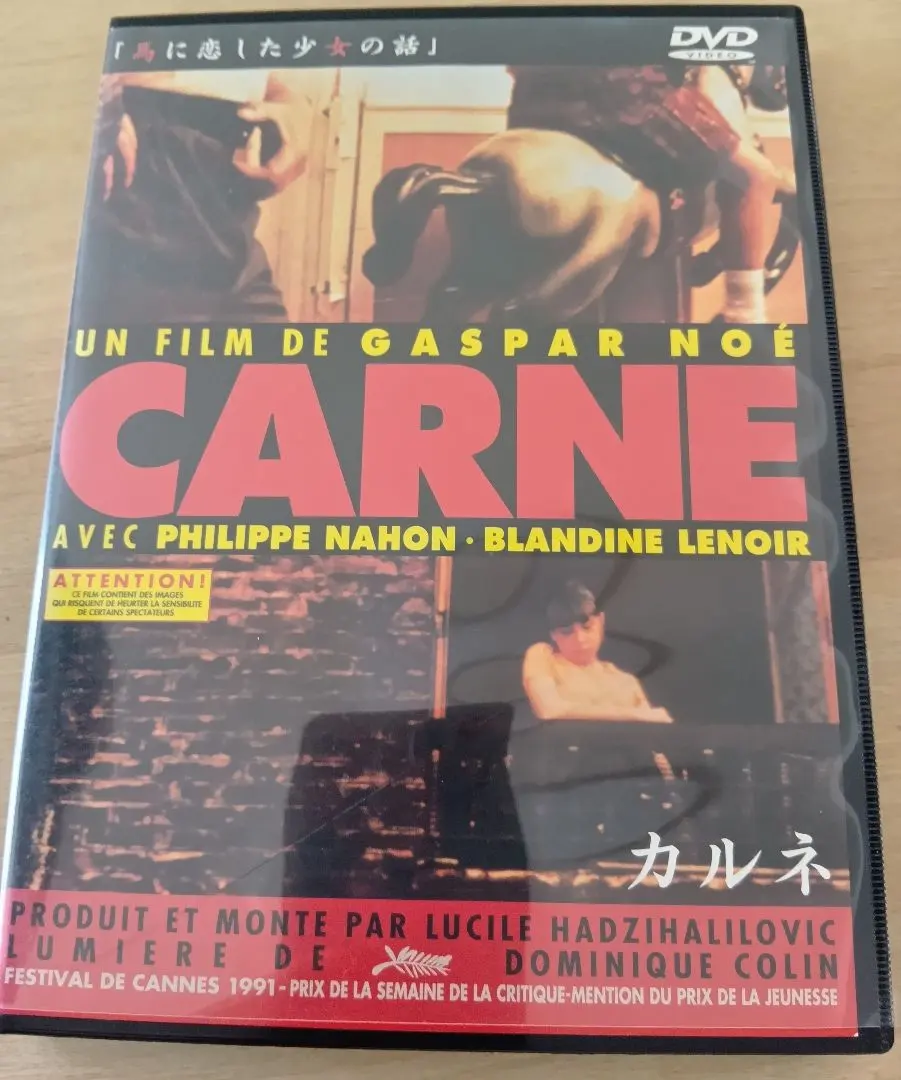 「馬に恋した少女の話」
DVD
VIDEO
UN FILM DE GASPAR NOÉ
CARNE
AVEC PHILIPPE NAHON · BLANDINE LENOIR
ATTENTION!
CE FILM CONTIENT DES IMAGES
QUI RISQUENT DE HEURTER LA SENSIBILITE
DE CERTAINS SPECTATEURS
カルネ
PRODUIT ET MONTE PAR LUCILE HADZIHALILOVIC
LUMIERE DE DOMINIQUE COLIN
FESTIVAL DE CANNES 1991-PRIX DE LA SEMAINE DE LA CRITIQUE-MENTION DU PRIX DE LA JEUNESSE